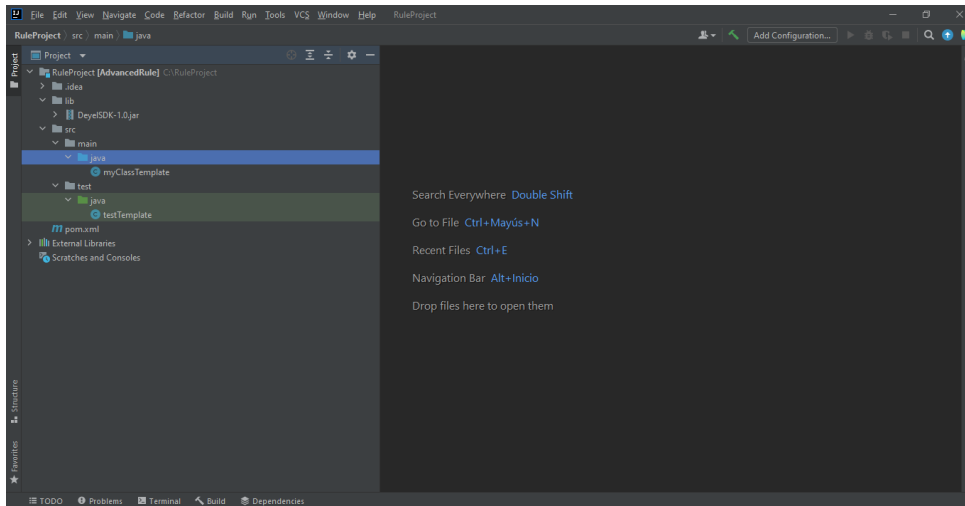 File Edit View Navigate Code Refactor Build Run Tools VCS Window Help RuleProject
RuleProject src main java
Add Configuration...
Project
Project
RuleProject [AdvancedRule] C:\RuleProject
.idea
lib
DeyelSDK-1.0.jar
src
main
java
myClassTemplate
test
java
testTemplate
pom.xml
External Libraries
Scratches and Consoles
Search Everywhere Double Shift
Go to File Ctrl+Mayús+N
Recent Files Ctrl+E
Navigation Bar Alt+Inicio
Drop files here to open them
Structure
Favorites
TODO Problems Terminal Build Dependencies